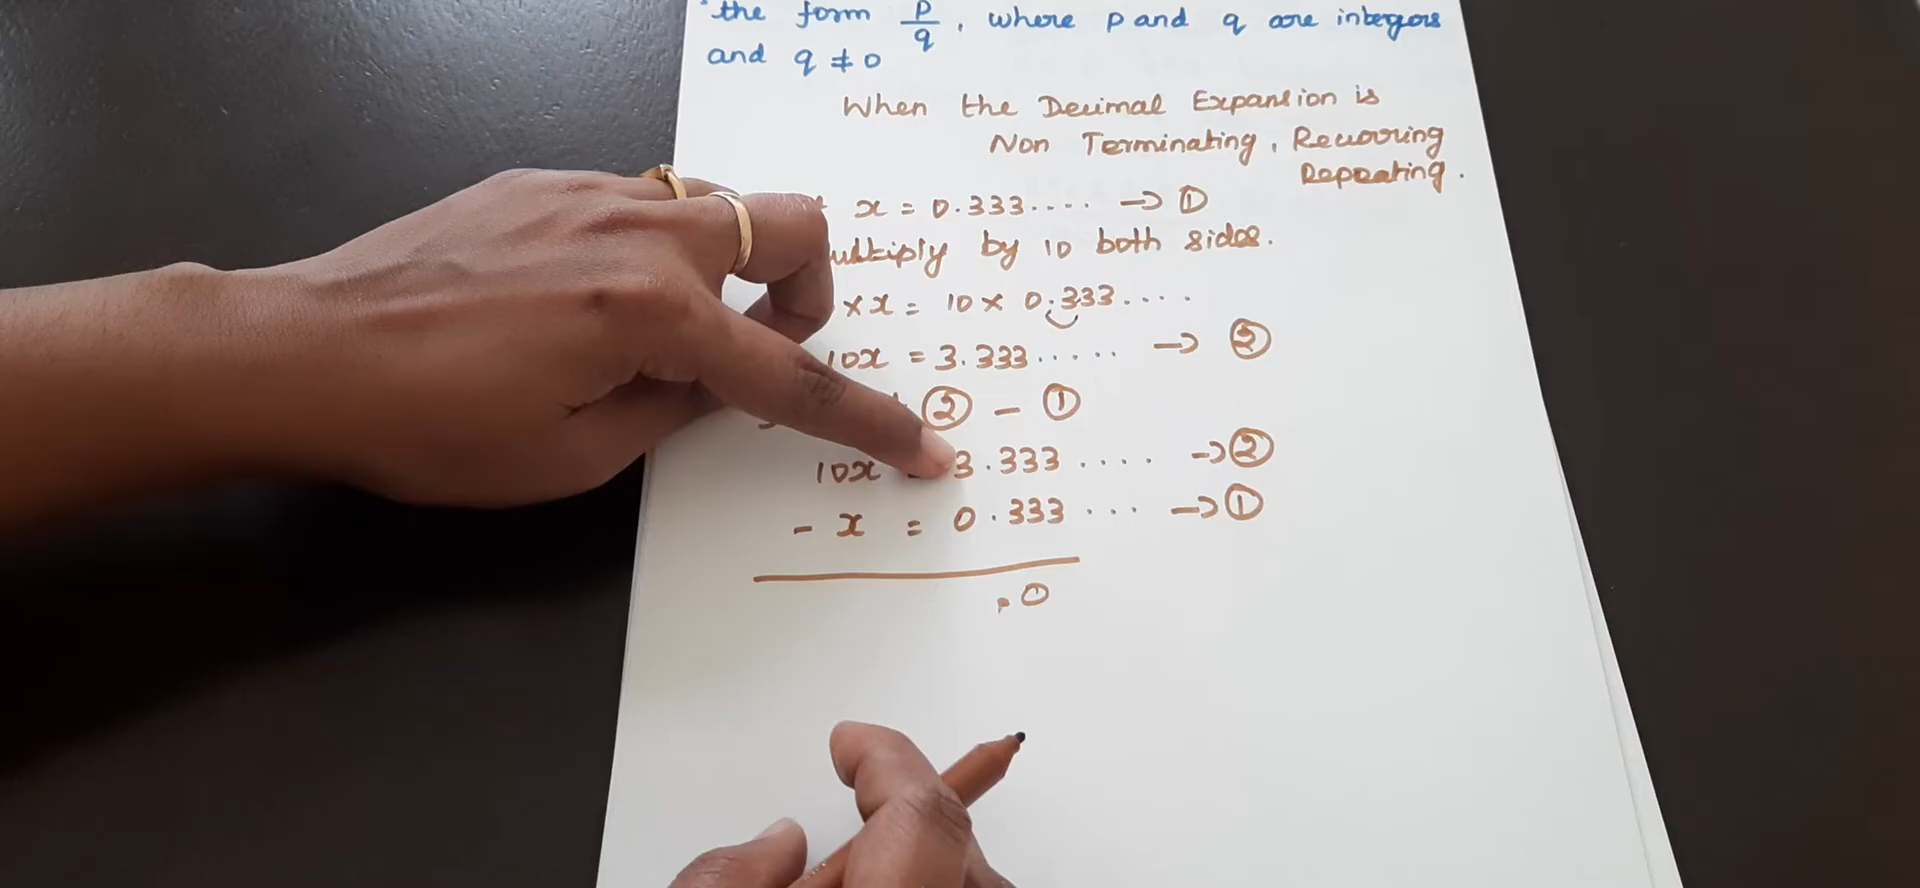 the form p/q, where p and q are integers
and q ≠ 0
When the Decimal Expansion is
Non Terminating, Recurring
Repeating.
x = 0.333.... → ①
by 10 both sides.
× x = 10 × 0.333....
10x = 3.333..... → ②
② - ①
10x = 3.333.... → ②
- x = 0.333... → ①
.0